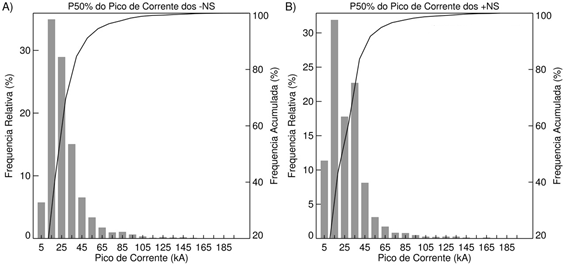 A)
P50% do Pico de Corrente dos -NS
Frequencia Relativa (%)
30
20
10
0
100
80
60
40
20
Frequencia Acumulada (%)
5 25 45 65 85 105 125 145 165 185
Pico de Corrente (kA)
B)
P50% do Pico de Corrente dos +NS
Frequencia Relativa (%)
30
25
20
15
10
5
0
100
80
60
40
20
Frequencia Acumulada (%)
5 25 45 65 85 105 125 145 165 185
Pico de Corrente (kA)